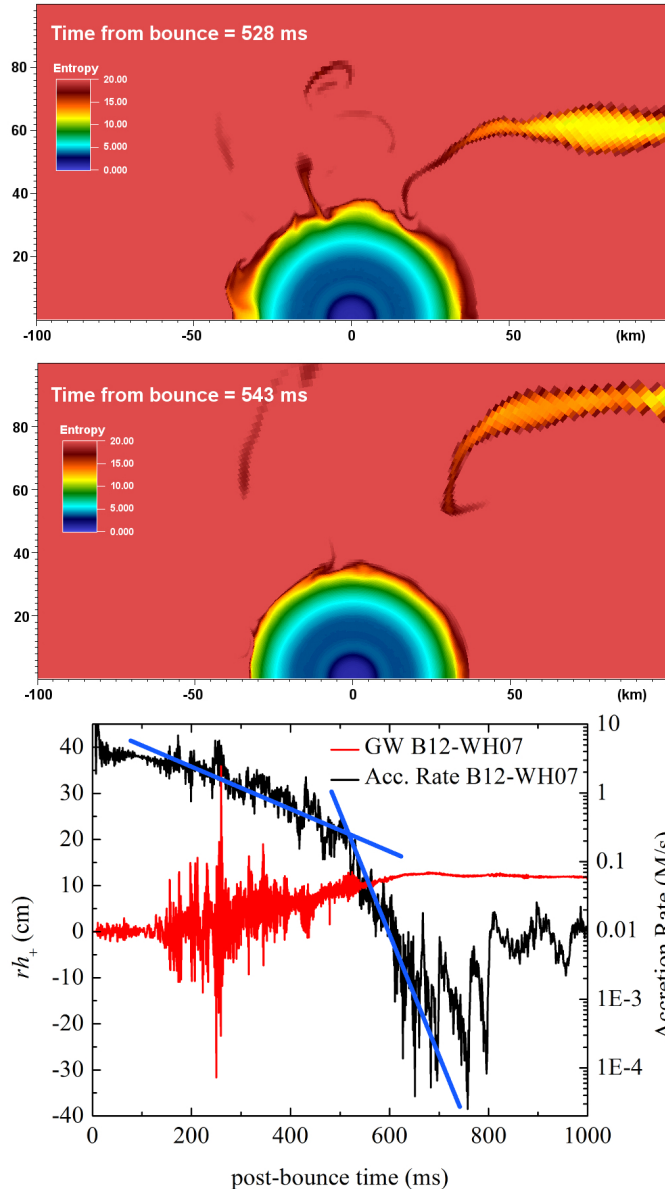 Time from bounce = 528 ms
Entropy
20.00
15.00
10.00
5.000
0.000
80
60
40
20
-100
-50
0
50
(km)
Time from bounce = 543 ms
Entropy
20.00
15.00
10.00
5.000
0.000
80
60
40
20
-100
-50
0
50
(km)
GW B12-WH07
Acc. Rate B12-WH07
rh+ (cm)
40
30
20
10
0
-10
-20
-30
-40
10
1
0.1
0.01
1E-3
1E-4
Accretion Rate (M/s)
0 200 400 600 800 1000
post-bounce time (ms)